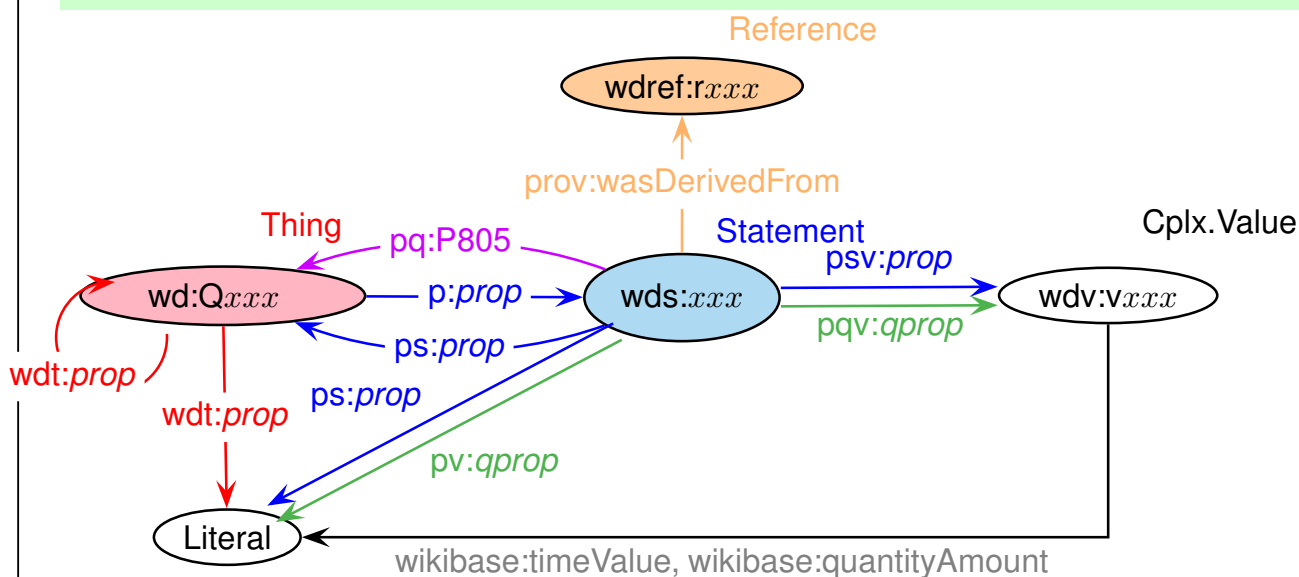 Reference
wdref:rxxx
prov:wasDerivedFrom
Thing
pq:P805
Statement
Cplx.Value
psv:prop
wd:Qxxx
p:prop
wds:xxx
wdv:vxxx
pqv:qprop
ps:prop
wdt:prop
ps:prop
wdt:prop
pv:qprop
Literal
wikibase:timeValue, wikibase:quantityAmount